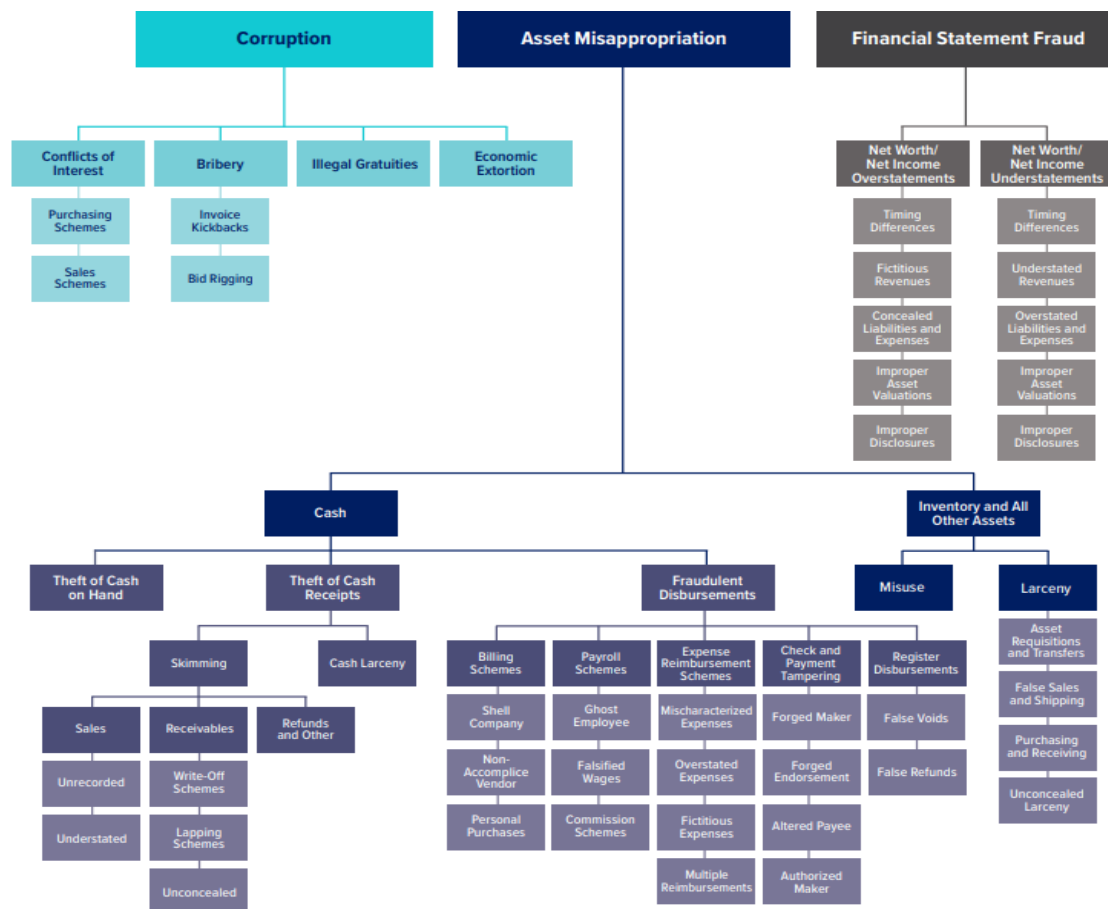 Corruption
Asset Misappropriation
Financial Statement Fraud
Conflicts of
Interest
Bribery
Illegal Gratuities
Economic
Extortion
Net Worth/
Net Income
Overstatements
Net Worth/
Net Income
Understatements
Purchasing
Schemes
Invoice
Kickbacks
Timing
Differences
Timing
Differences
Sales
Schemes
Bid Rigging
Fictitious
Revenues
Understated
Revenues
Concealed
Liabilities and
Expenses
Overstated
Liabilities and
Expenses
Improper
Asset
Valuations
Improper
Asset
Valuations
Improper
Disclosures
Improper
Disclosures
Cash
Inventory and All
Other Assets
Theft of Cash
on Hand
Theft of Cash
Receipts
Fraudulent
Disbursements
Misuse
Larceny
Skimming
Cash Larceny
Billing
Schemes
Payroll
Schemes
Expense
Reimbursement
Schemes
Check and
Payment
Tampering
Register
Disbursements
Asset
Requisitions
and Transfers
Sales
Receivables
Refunds
and Other
Shell
Company
Ghost
Employee
Mischaracterized
Expenses
Forged Maker
False Voids
False Sales
and Shipping
Unrecorded
Write-Off
Schemes
Non-
Accomplice
Vendor
Falsified
Wages
Overstated
Expenses
Forged
Endorsement
False Refunds
Purchasing
and Receiving
Understated
Lapping
Schemes
Personal
Purchases
Commission
Schemes
Fictitious
Expenses
Altered Payee
Unconcealed
Larceny
Unconcealed
Multiple
Reimbursements
Authorized
Maker